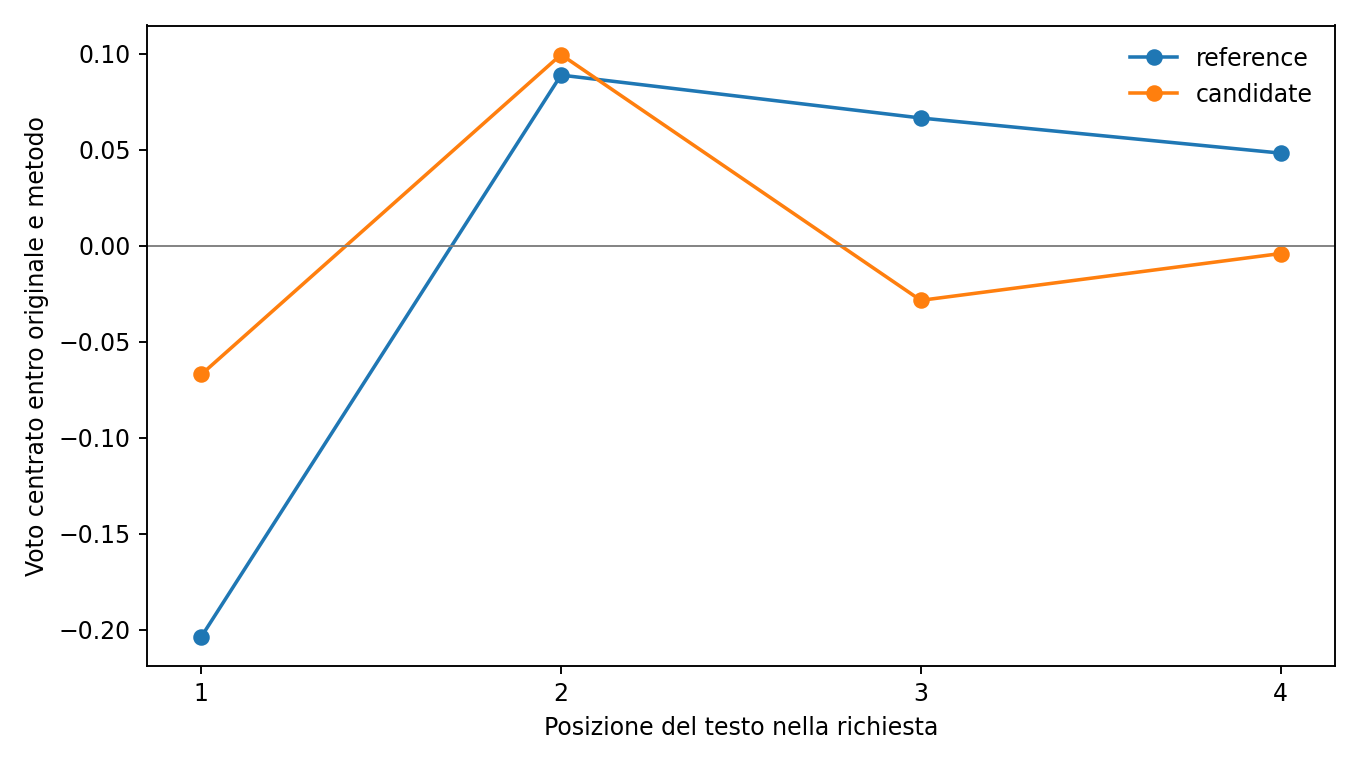 reference
candidate
Voto centrato entro originale e metodo
0.10
0.05
0.00
−0.05
−0.10
−0.15
−0.20
1 2 3 4
Posizione del testo nella richiesta